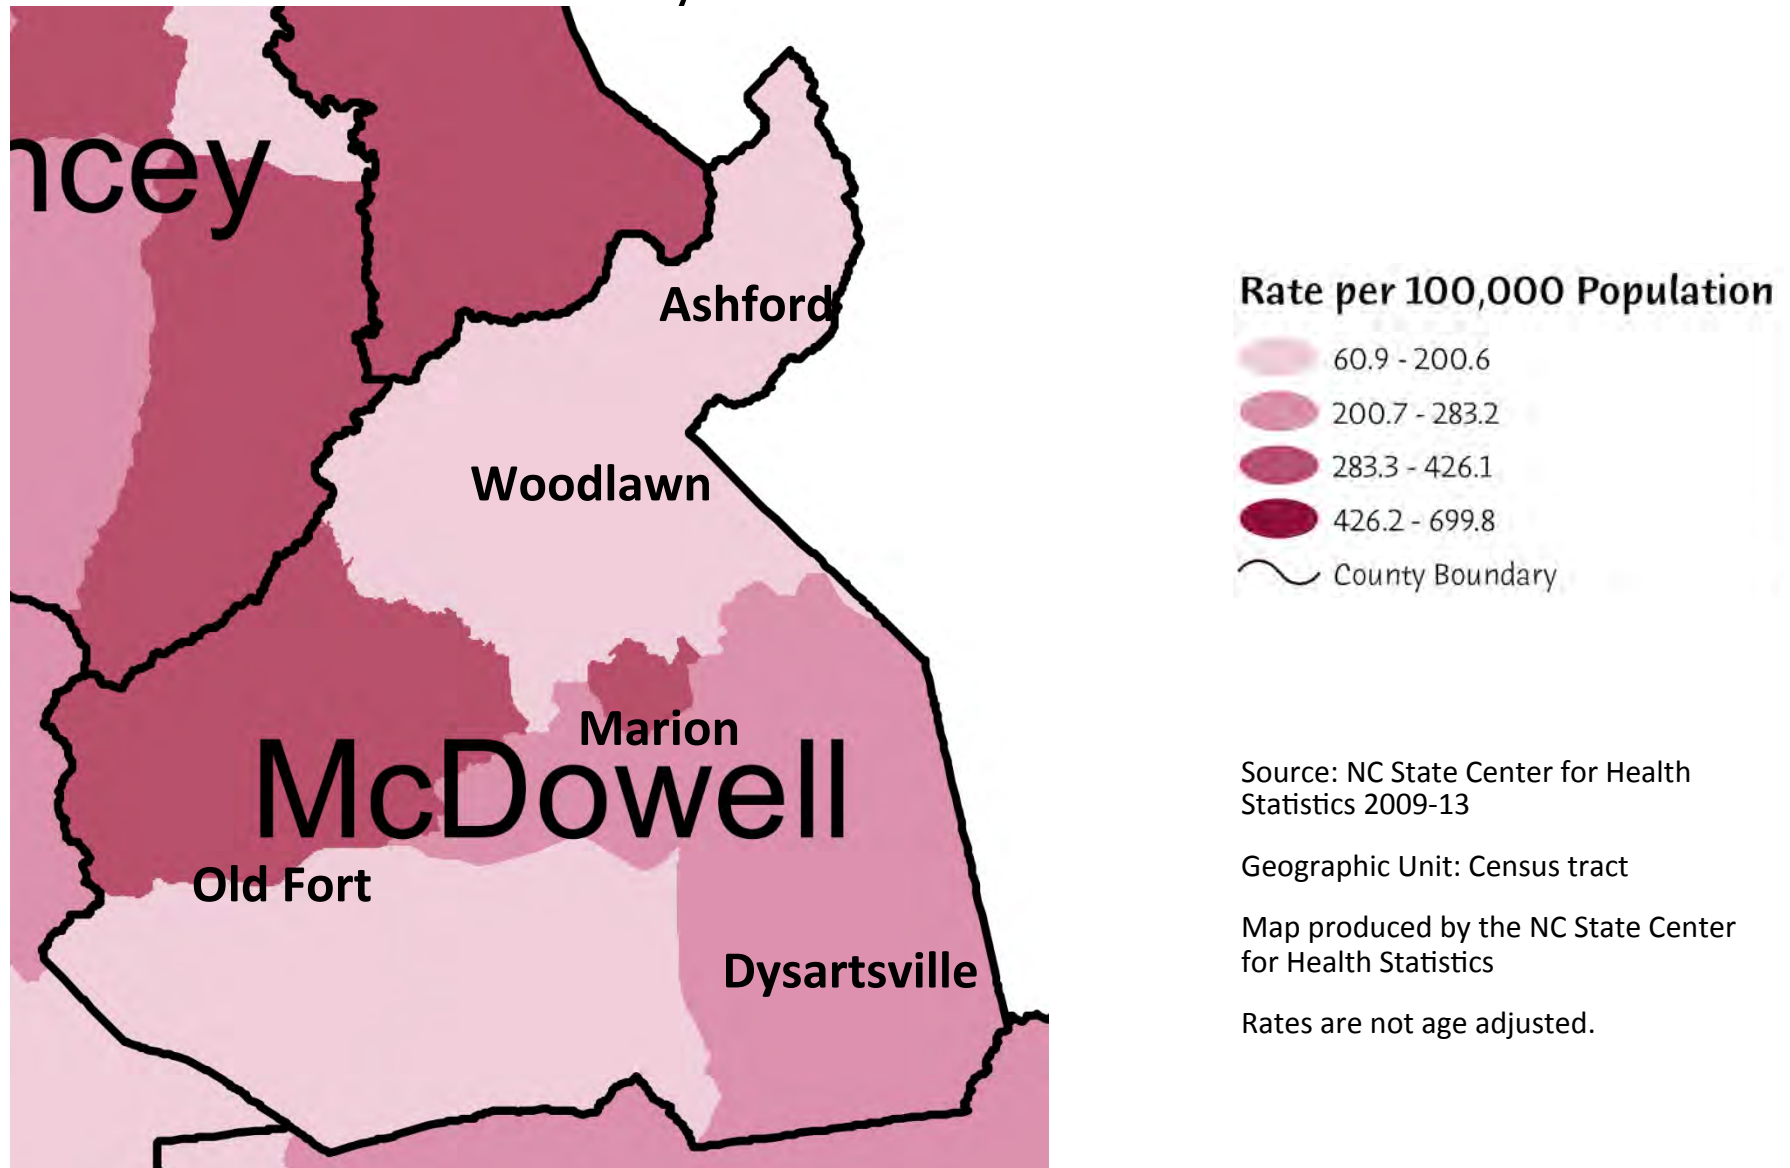 ncey
Ashford
Woodlawn
Marion
McDowell
Old Fort
Dysartsville
Rate per 100,000 Population
60.9 - 200.6
200.7 - 283.2
283.3 - 426.1
426.2 - 699.8
County Boundary
Source: NC State Center for Health
Statistics 2009-13
Geographic Unit: Census tract
Map produced by the NC State Center
for Health Statistics
Rates are not age adjusted.